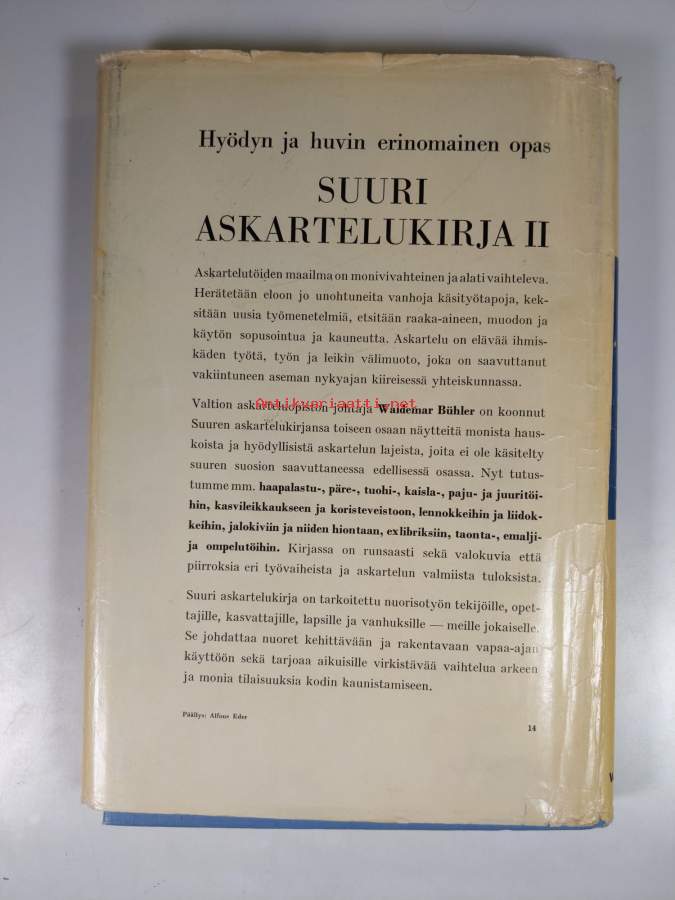 Hyödyn ja huvin erinomainen opas
SUURI
ASKARTELUKIRJA II
Askartelutöiden maailma on monivivahteinen ja alati vaihteleva.
Herätetään eloon jo unohtuneita vanhoja käsityötapoja, kek-
sitään uusia työmenetelmiä, etsitään raaka-aineen, muodon ja
käytön sopusointua ja kauneutta. Askartelu on elävää ihmis-
käden työtä, työn ja leikin välimuoto, joka on saavuttanut
vakiintuneen aseman nykyajan kiireisessä yhteiskunnassa.
Antikvariaatti.net
Valtion askarteluopiston johtaja Waldemar Bühler on koonnut
Suuren askartelukirjansa toiseen osaan näytteitä monista haus-
koista ja hyödyllisistä askartelun lajeista, joita ei ole käsitelty
suuren suosion saavuttaneessa edellisessä osassa. Nyt tutus-
tumme mm. haapalastu-, päre-, tuohi-, kaisla-, paju- ja juuritöi-
hin, kasvileikkaukseen ja koristeveistoon, lennokkeihin ja liidok-
keihin, jalokiviin ja niiden hiontaan, exlibriksiin, taonta-, emalji-
ja ompelutöihin. Kirjassa on runsaasti sekä valokuvia että
piirroksia eri työvaiheista ja askartelun valmiista tuloksista.
Suuri askartelukirja on tarkoitettu nuorisotyön tekijöille, opet-
tajille, kasvattajille, lapsille ja vanhuksille — meille jokaiselle.
Se johdattaa nuoret kehittävään ja rakentavaan vapaa-ajan
käyttöön sekä tarjoaa aikuisille virkistävää vaihtelua arkeen
ja monia tilaisuuksia kodin kaunistamiseen.
Päällys: Alfons Eder
14